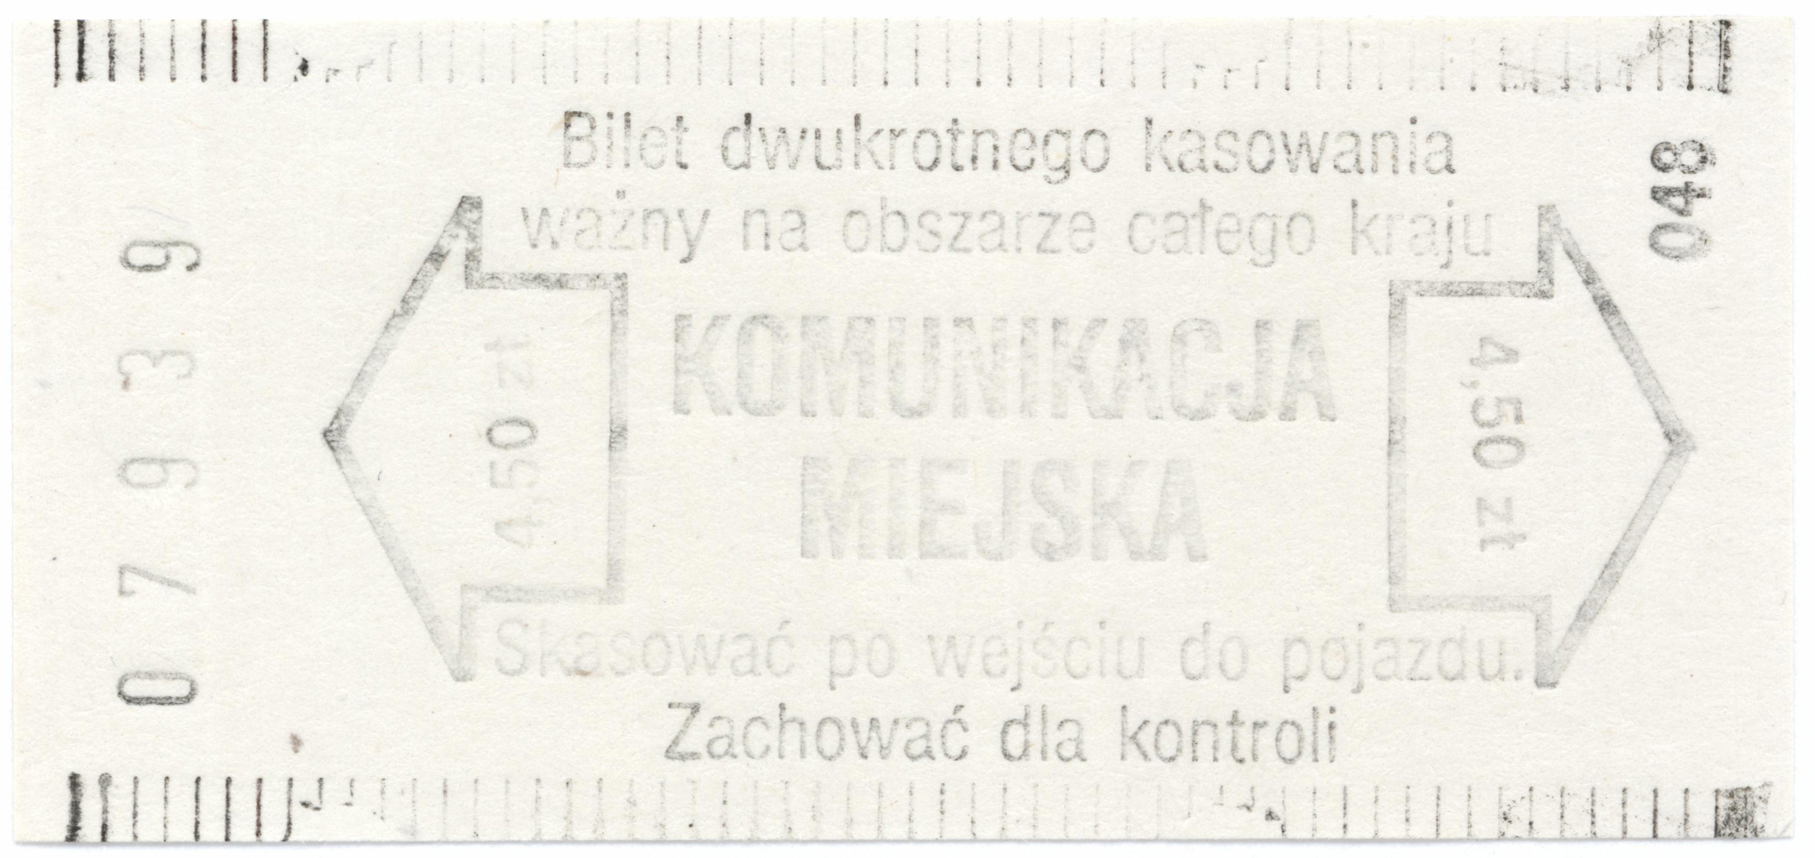 Bilet dwukrotnego kasowania
ważny na obszarze całego kraju
KOMUNIKACJA
MIEJSKA
Skasować po wejściu do pojazdu.
Zachować dla kontroli
4,50 zł
4,50 zł
079939
048